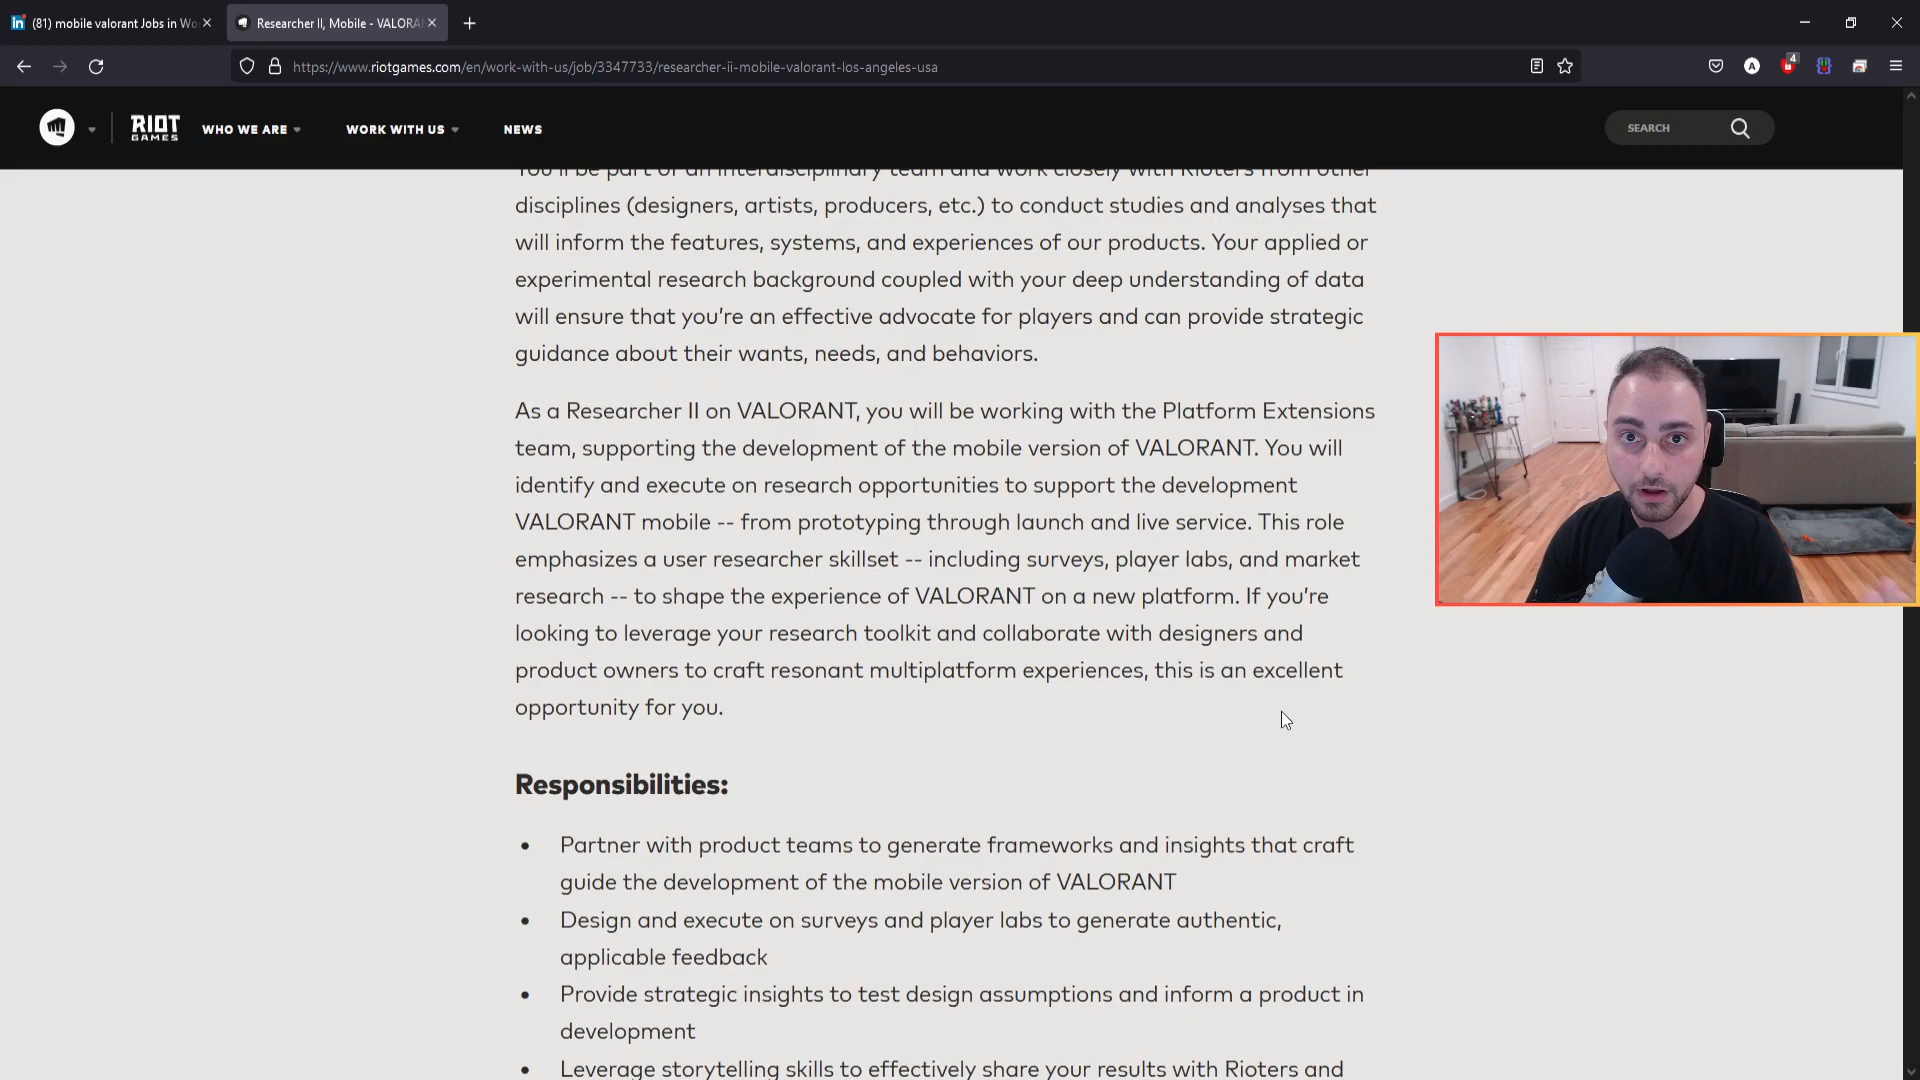 (81) mobile valorant Jobs in Wo
Researcher II, Mobile - VALORA
https://www.riotgames.com/en/work-with-us/job/3347733/researcher-ii-mobile-valorant-los-angeles-usa
A
4
RIOT
GAMES
WHO WE ARE
WORK WITH US
NEWS
SEARCH
You'll be part of an interdisciplinary team and work closely with Rioters from other
disciplines (designers, artists, producers, etc.) to conduct studies and analyses that
will inform the features, systems, and experiences of our products. Your applied or
experimental research background coupled with your deep understanding of data
will ensure that you're an effective advocate for players and can provide strategic
guidance about their wants, needs, and behaviors.
As a Researcher II on VALORANT, you will be working with the Platform Extensions
team, supporting the development of the mobile version of VALORANT. You will
identify and execute on research opportunities to support the development
VALORANT mobile -- from prototyping through launch and live service. This role
emphasizes a user researcher skillset -- including surveys, player labs, and market
research -- to shape the experience of VALORANT on a new platform. If you're
looking to leverage your research toolkit and collaborate with designers and
product owners to craft resonant multiplatform experiences, this is an excellent
opportunity for you.
Responsibilities:
• Partner with product teams to generate frameworks and insights that craft
guide the development of the mobile version of VALORANT
• Design and execute on surveys and player labs to generate authentic,
applicable feedback
• Provide strategic insights to test design assumptions and inform a product in
development
• Leverage storytelling skills to effectively share your results with Rioters and